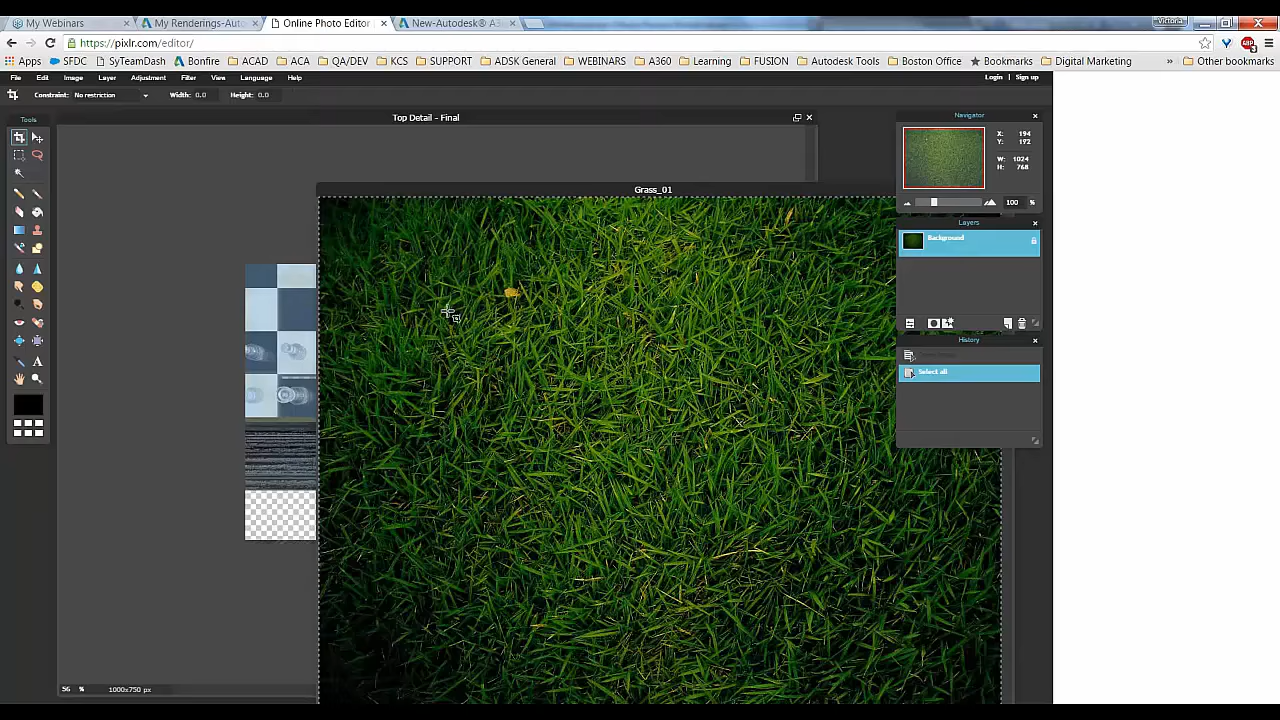 My Webinars
My Renderings-Aut
Online Photo Editor
New-Autodesk® A3
Victoria
https://pixlr.com/editor/
Apps SFDC SyTeamDash Bonfire ACAD ACA QA/DEV KCS SUPPORT ADSK General WEBINARS A360 Learning FUSION Autodesk Tools Boston Office Bookmarks Digital Marketing » Other bookmarks
File Edit Image Layer Adjustment Filter View Language Help Login | Sign up
Constraint: No restriction Width: 0.0 Height: 0.0
Tools
Top Detail - Final
Navigator
X: 194
Y: 192
W: 1024
H: 768
100 %
Grass_01
Layers
Background
History
Select all
56 % 1000x750 px